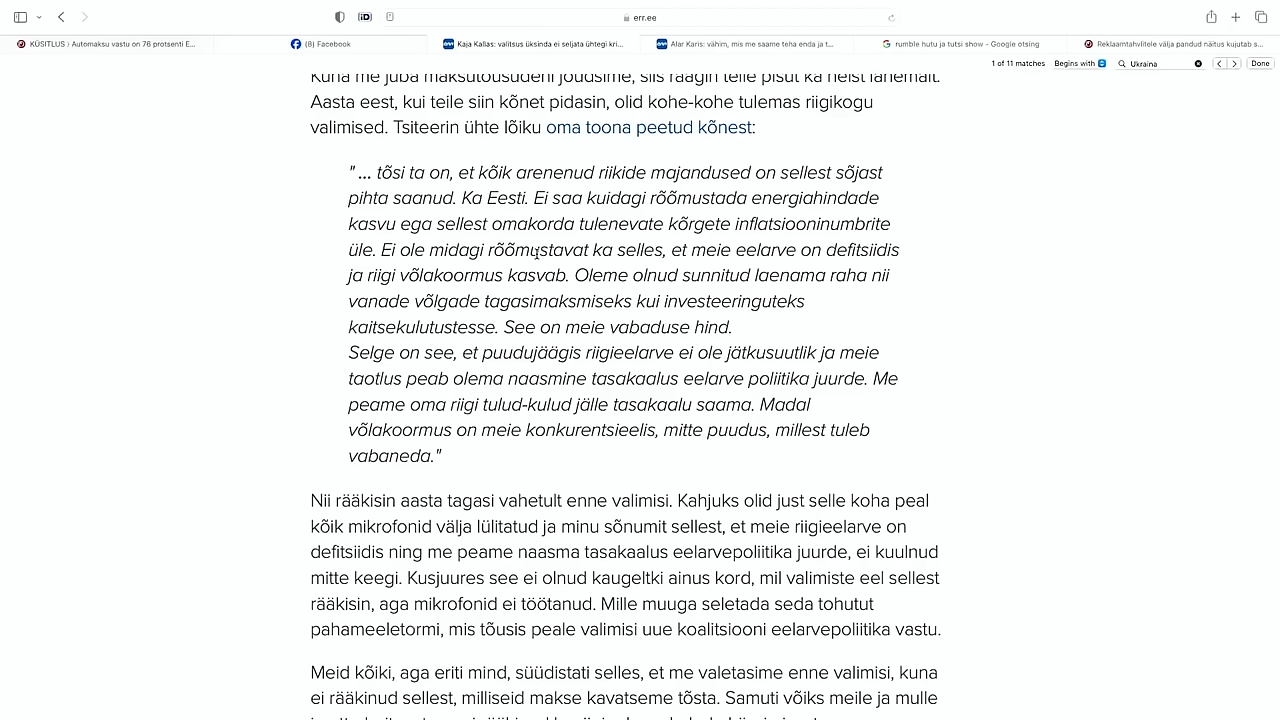 err.ee
KÜSITLUS › Automaksu vastu on 76 protsenti E...
(8) Facebook
Kaja Kallas: valitsus üksinda ei seljata ühtegi kri...
Alar Karis: vähim, mis me saame teha enda ja t...
rumble hutu ja tutsi show - Google otsing
Reklaamtahvlitele välja pandud näitus kujutab s...
1 of 11 matches Begins with Ukraina Done
Kuna me juba maksutõusudeni jõudsime, siis räägin teile pisut ka neist lähemalt.
Aasta eest, kui teile siin kõnet pidasin, olid kohe-kohe tulemas riigikogu
valimised. Tsiteerin ühte lõiku oma toona peetud kõnest:
" ... tõsi ta on, et kõik arenenud riikide majandused on sellest sõjast
pihta saanud. Ka Eesti. Ei saa kuidagi rõõmustada energiahindade
kasvu ega sellest omakorda tulenevate kõrgete inflatsiooninumbrite
üle. Ei ole midagi rõõmustavat ka selles, et meie eelarve on defitsiidis
ja riigi võlakoormus kasvab. Oleme olnud sunnitud laenama raha nii
vanade võlgade tagasimaksmiseks kui investeeringuteks
kaitsekulutustesse. See on meie vabaduse hind.
Selge on see, et puudujäägis riigieelarve ei ole jätkusuutlik ja meie
taotlus peab olema naasmine tasakaalus eelarve poliitika juurde. Me
peame oma riigi tulud-kulud jälle tasakaalu saama. Madal
võlakoormus on meie konkurentsieelis, mitte puudus, millest tuleb
vabaneda."
Nii rääkisin aasta tagasi vahetult enne valimisi. Kahjuks olid just selle koha peal
kõik mikrofonid välja lülitatud ja minu sõnumit sellest, et meie riigieelarve on
defitsiidis ning me peame naasma tasakaalus eelarvepoliitika juurde, ei kuulnud
mitte keegi. Kusjuures see ei olnud kaugeltki ainus kord, mil valimiste eel sellest
rääkisin, aga mikrofonid ei töötanud. Mille muuga seletada seda tohutut
pahameeletormi, mis tõusis peale valimisi uue koalitsiooni eelarvepoliitika vastu.
Meid kõiki, aga eriti mind, süüdistati selles, et me valetasime enne valimisi, kuna
ei rääkinud sellest, milliseid makse kavatseme tõsta. Samuti võiks meile ja mulle